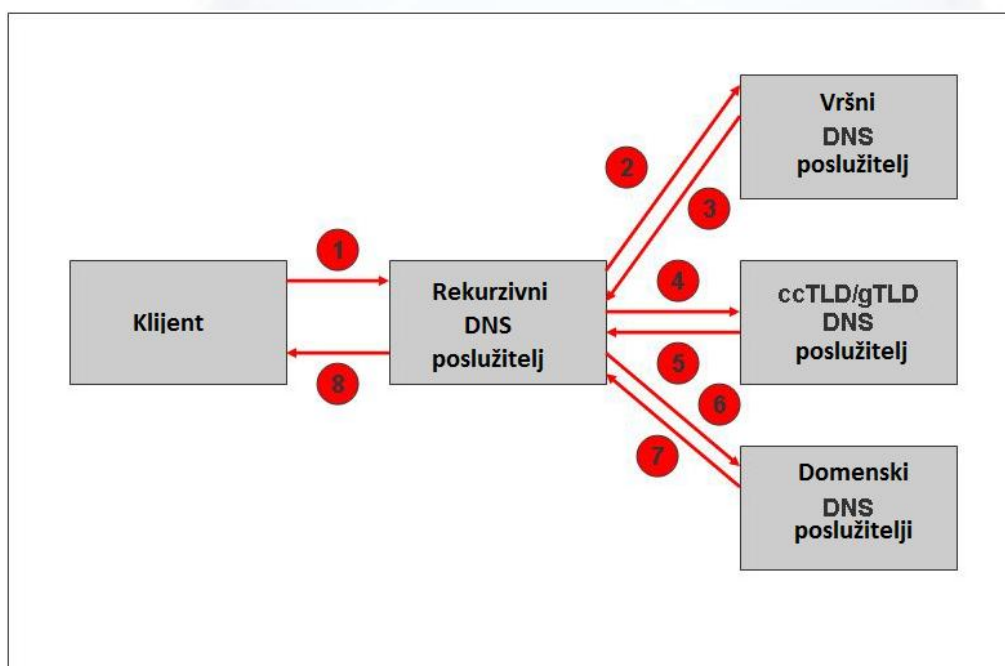 Vršni
DNS
poslužitelj
2
3
1
4
Klijent
Rekurzivni
DNS
poslužitelj
ccTLD/gTLD
DNS
poslužitelj
8
5
6
7
Domenski
DNS
poslužitelji